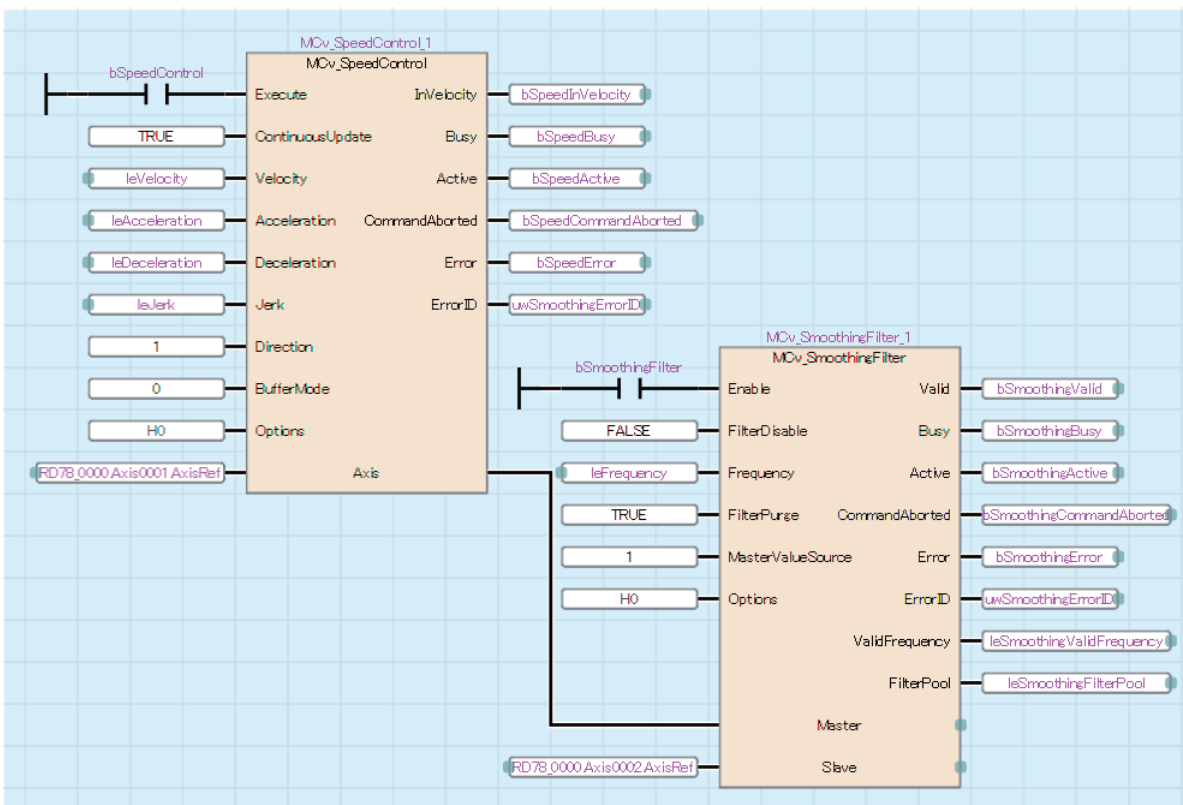 MCv_SpeedControl_1
MCv_SpeedControl
bSpeedControl
Execute InVelocity bSpeedInVelocity
TRUE ContinuousUpdate Busy bSpeedBusy
leVelocity Velocity Active bSpeedActive
leAcceleration Acceleration CommandAborted bSpeedCommandAborted
leDeceleration Deceleration Error bSpeedError
leJerk Jerk ErrorID uwSmoothingErrorID
1 Direction
0 BufferMode
H0 Options
RD78_0000.Axis0001.AxisRef Axis
MCv_SmoothingFilter_1
MCv_SmoothingFilter
bSmoothingFilter
Enable Valid bSmoothingValid
FALSE FilterDisable Busy bSmoothingBusy
leFrequency Frequency Active bSmoothingActive
TRUE FilterPurge CommandAborted bSmoothingCommandAborted
1 MasterValueSource Error bSmoothingError
H0 Options ErrorID uwSmoothingErrorID
ValidFrequency leSmoothingValidFrequency
FilterPool leSmoothingFilterPool
Master
RD78_0000.Axis0002.AxisRef Slave